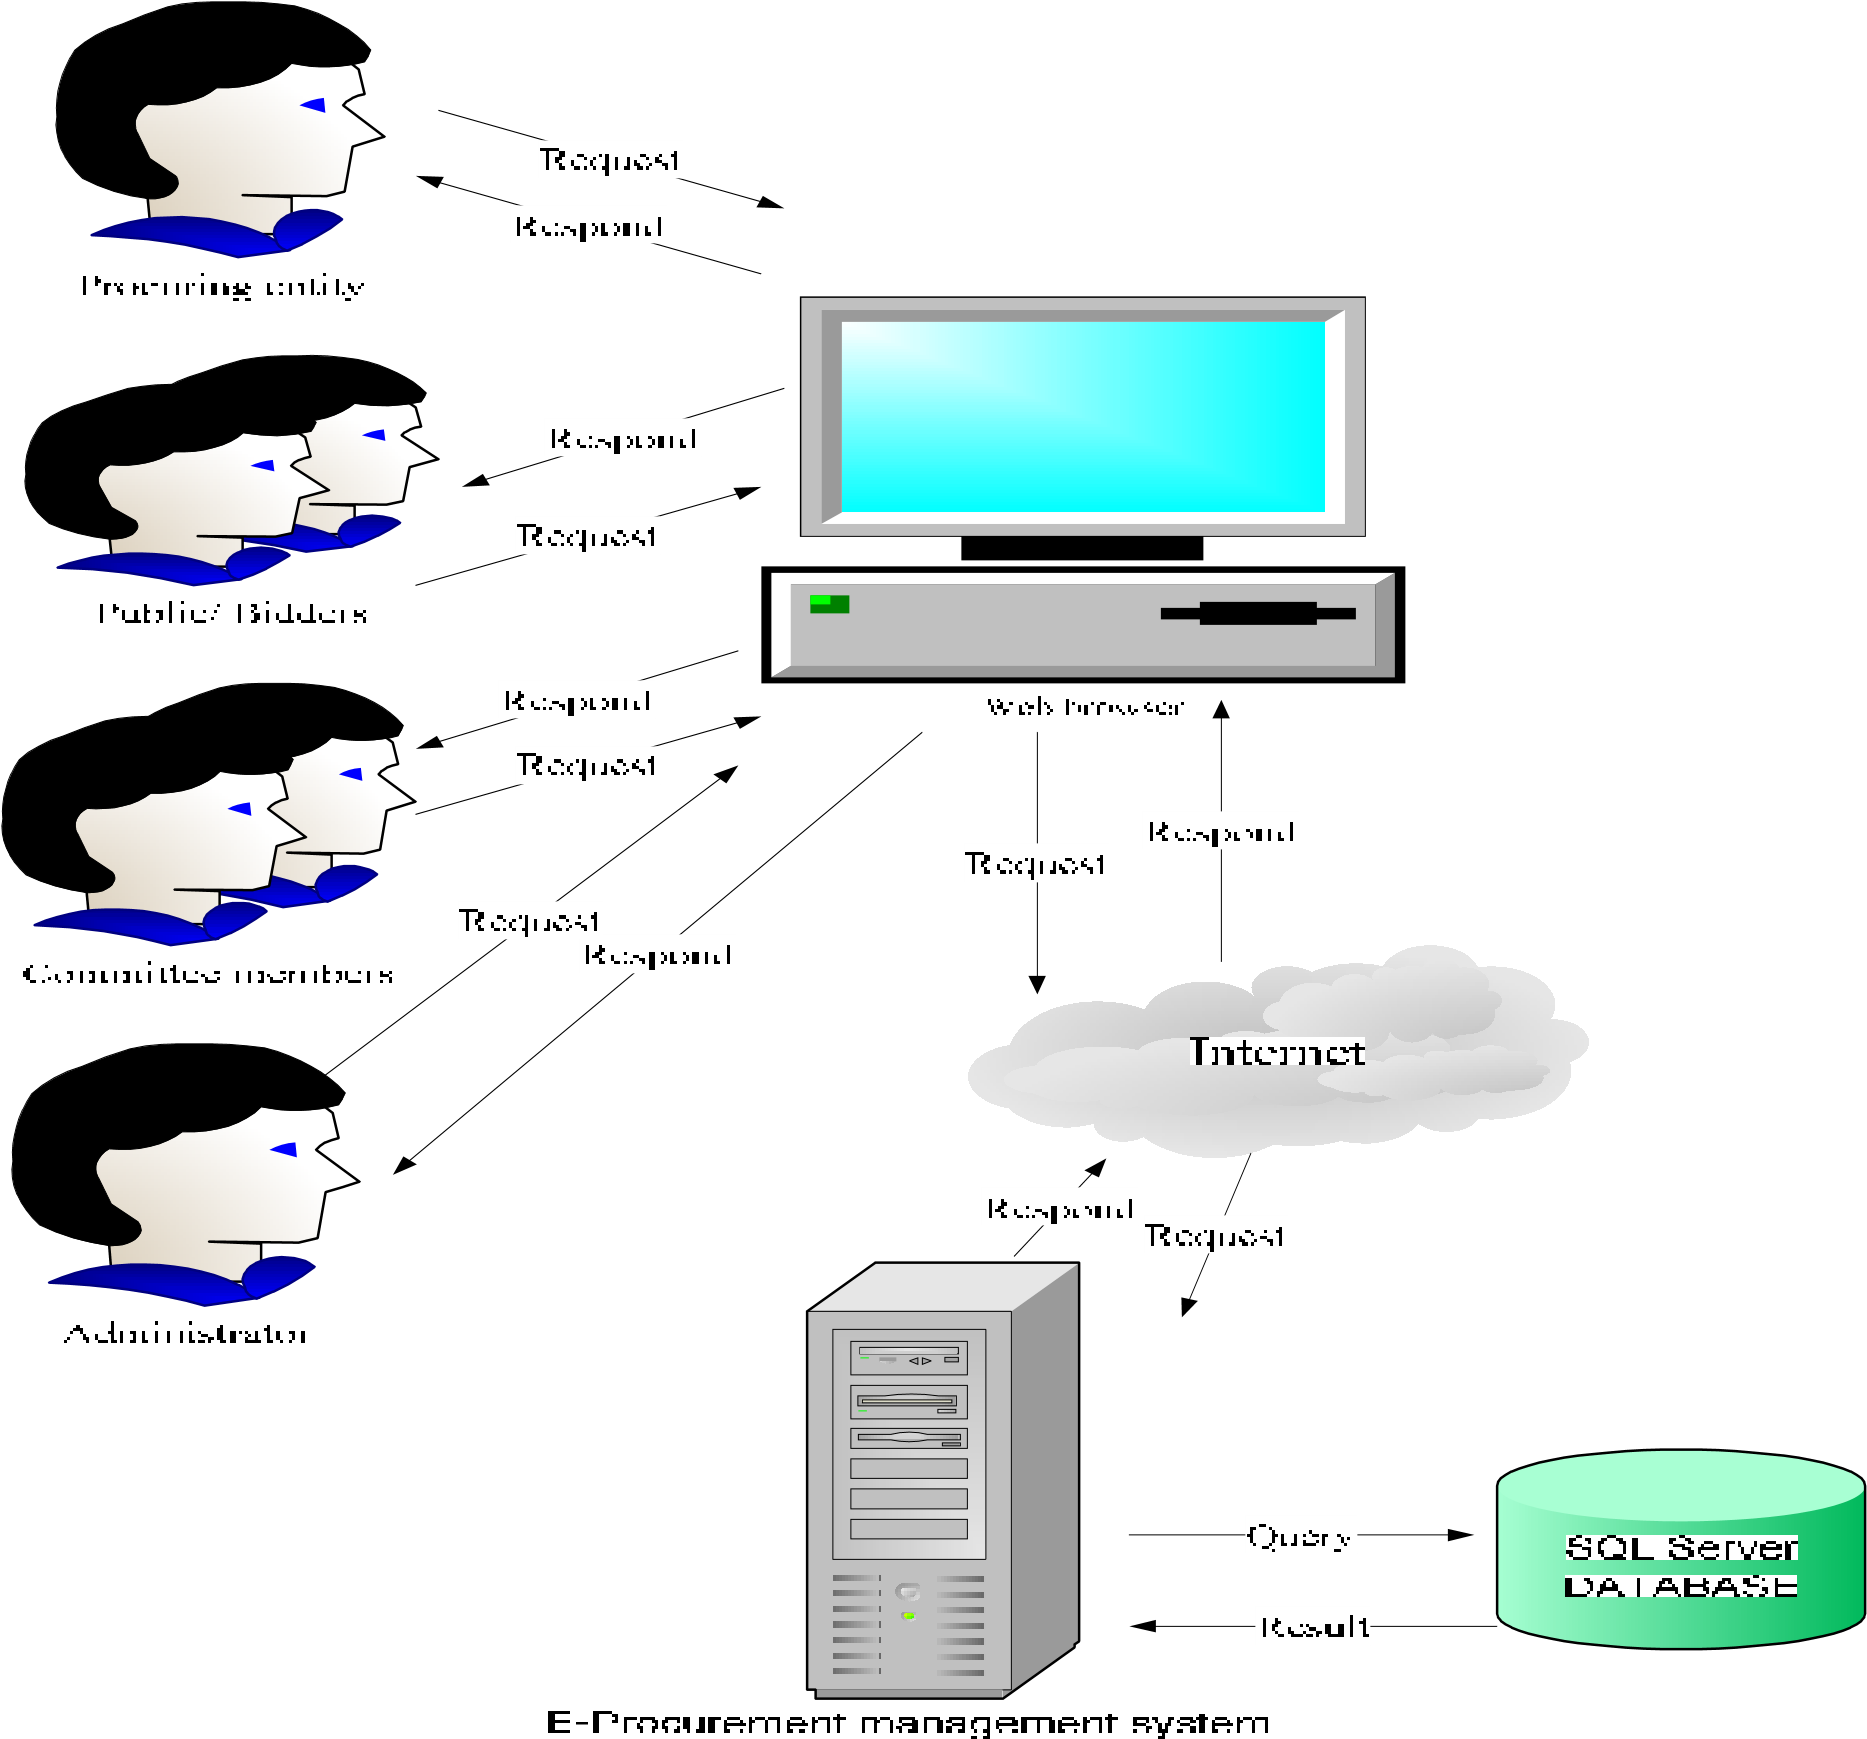 Request
Respond
Procuring entity
Respond
Request
Public/ Bidders
Respond
Web browser
Request
Respond
Request
Request
Respond
Committee members
Internet
Respond
Request
Administrator
Query
SQL Server
DATABASE
Result
E-Procurement management system